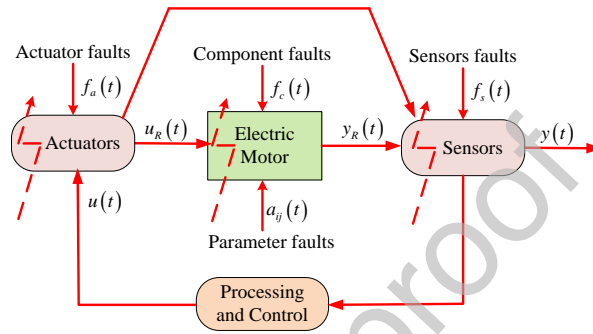 Actuator faults
Component faults
Sensors faults
f_a(t)
f_c(t)
f_s(t)
Actuators
u_R(t)
Electric
Motor
y_R(t)
Sensors
y(t)
u(t)
a_ij(t)
Parameter faults
Processing
and Control
proof